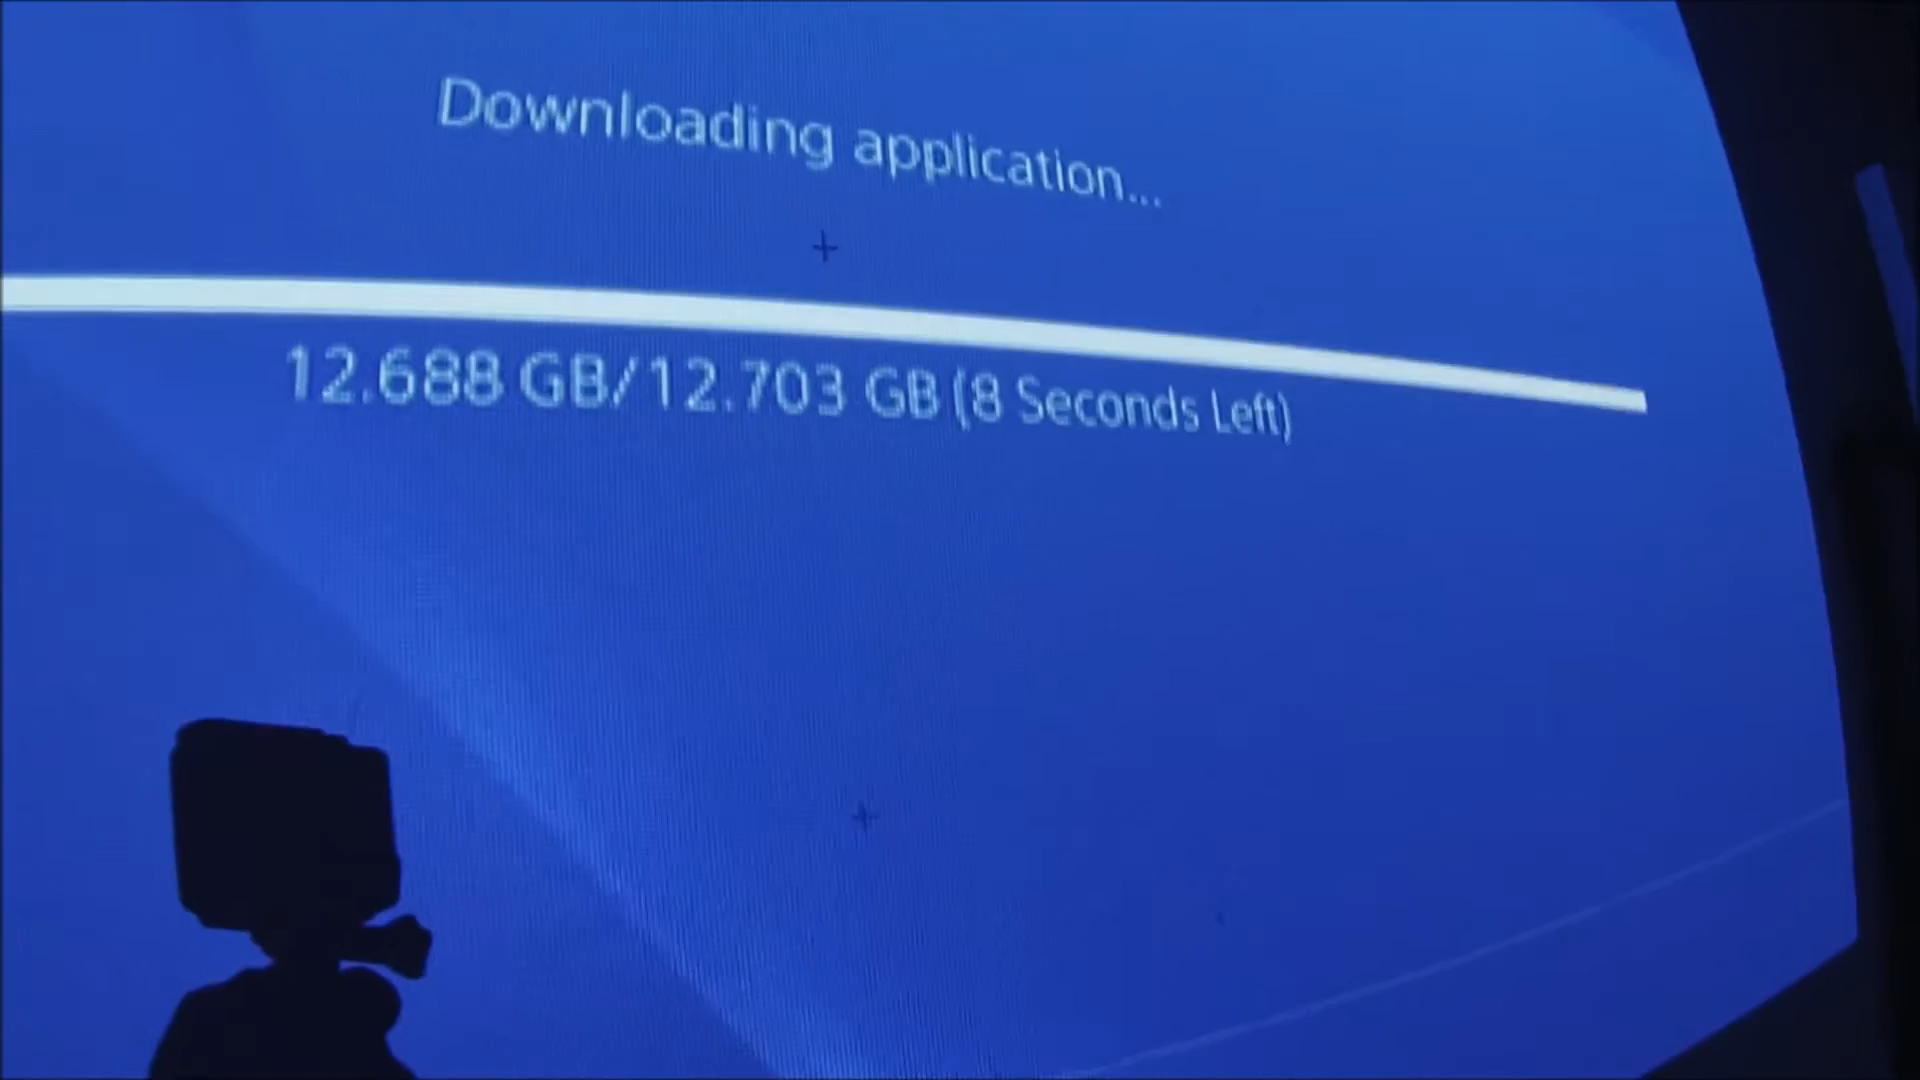 Downloading application...
12.688 GB/12.703 GB (8 Seconds Left)